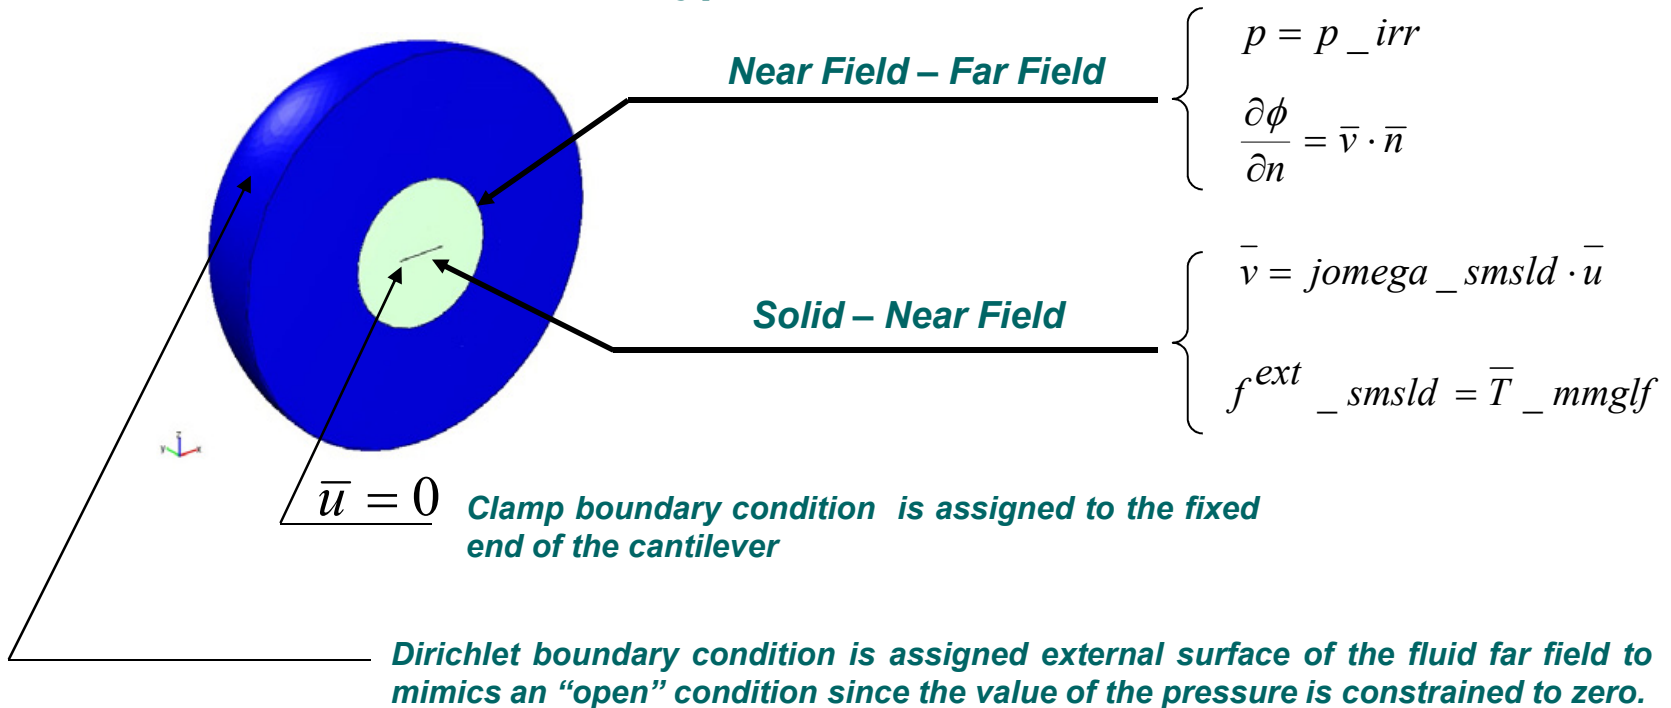 Near Field – Far Field
p = p _ irr
∂ϕ/∂n = v̅ · n̅
Solid – Near Field
v̅ = jomega _ smsld · u̅
f^ext _ smsld = T̅ _ mmglf
z
y x
u̅ = 0
Clamp boundary condition is assigned to the fixed
end of the cantilever
Dirichlet boundary condition is assigned external surface of the fluid far field to
mimics an “open” condition since the value of the pressure is constrained to zero.